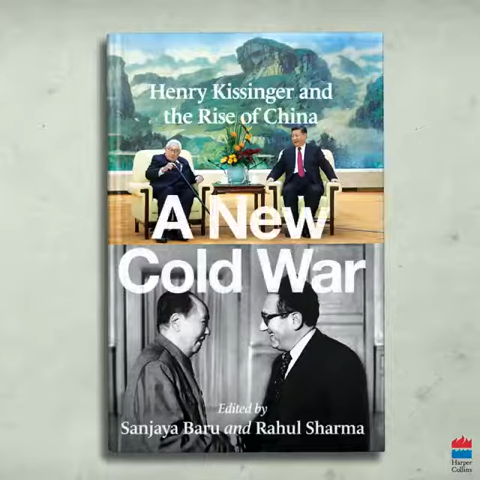 Henry Kissinger and
the Rise of China
A New
Cold War
Edited by
Sanjaya Baru and Rahul Sharma
Harper
Collins